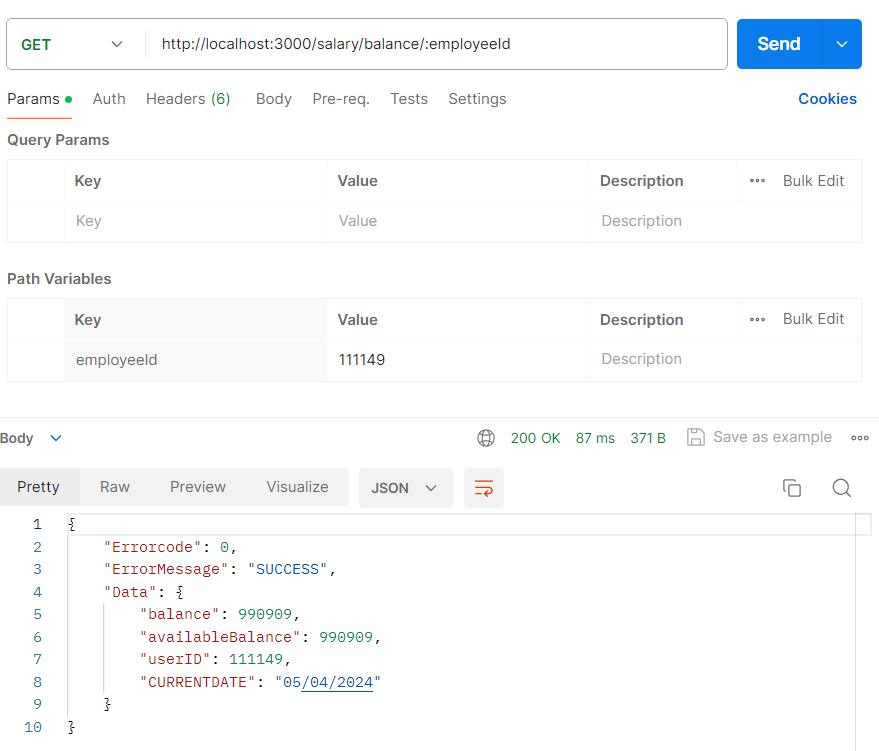 GET http://localhost:3000/salary/balance/:employeeId Send
Params Auth Headers (6) Body Pre-req. Tests Settings Cookies
Query Params
Key Value Description ••• Bulk Edit
Key Value Description
Path Variables
Key Value Description ••• Bulk Edit
employeeId 111149 Description
Body 200 OK 87 ms 371 B Save as example
Pretty Raw Preview Visualize JSON
1 {
2 "Errorcode": 0,
3 "ErrorMessage": "SUCCESS",
4 "Data": {
5 "balance": 990909,
6 "availableBalance": 990909,
7 "userID": 111149,
8 "CURRENTDATE": "05/04/2024"
9 }
10 }